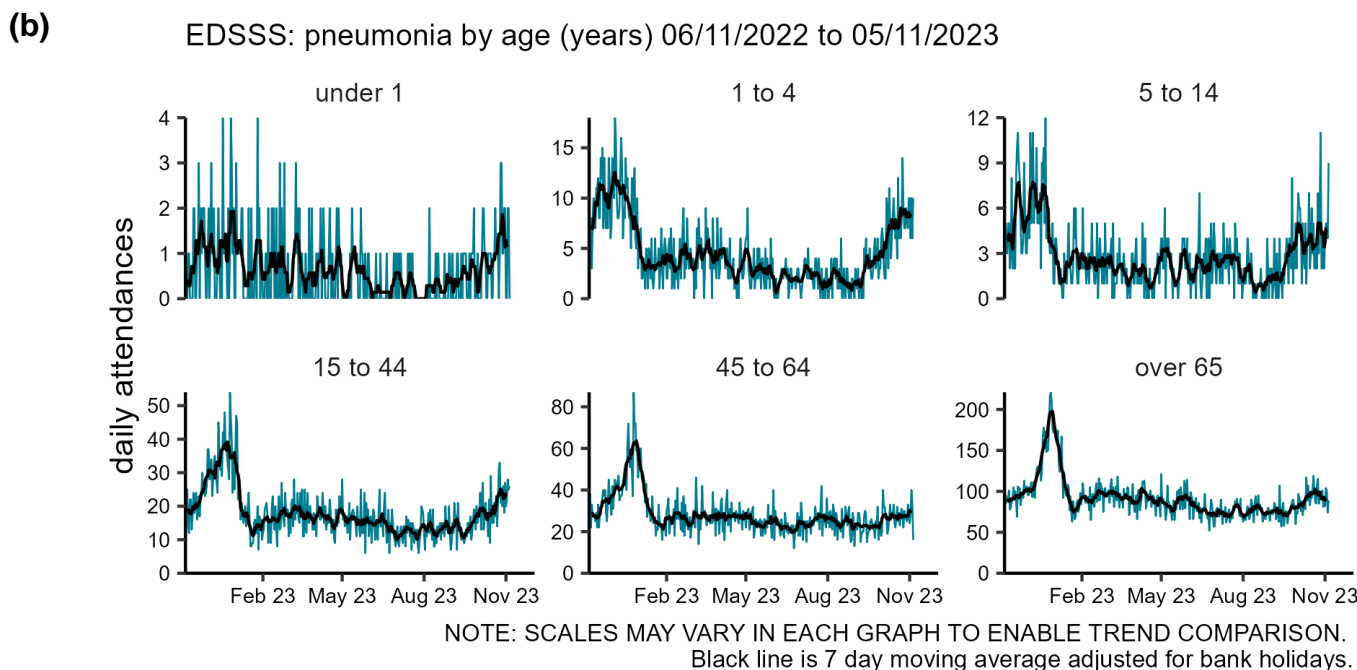 (b)
EDSSS: pneumonia by age (years) 06/11/2022 to 05/11/2023
under 1
1 to 4
5 to 14
4
3
2
1
0
15
10
5
0
12
9
6
3
0
daily attendances
15 to 44
45 to 64
over 65
50
40
30
20
10
0
80
60
40
20
0
200
150
100
50
0
Feb 23 May 23 Aug 23 Nov 23
Feb 23 May 23 Aug 23 Nov 23
Feb 23 May 23 Aug 23 Nov 23
NOTE: SCALES MAY VARY IN EACH GRAPH TO ENABLE TREND COMPARISON.
Black line is 7 day moving average adjusted for bank holidays.